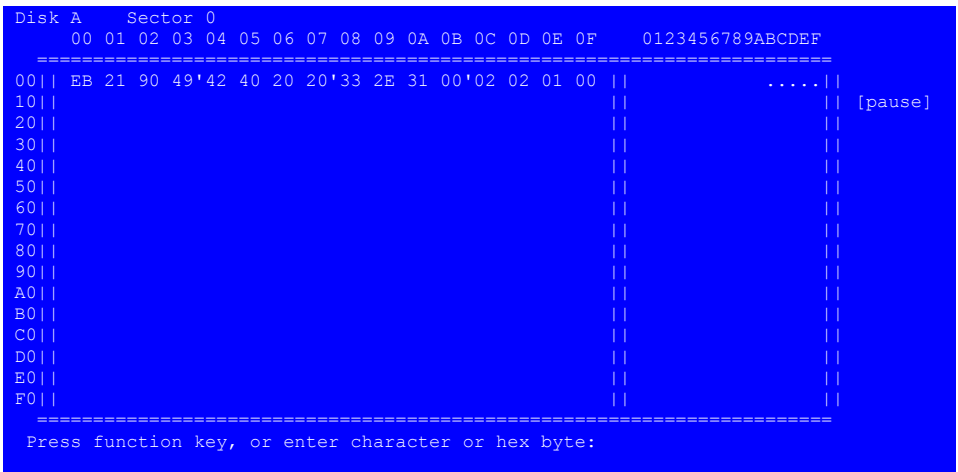 Disk A    Sector 0
00 01 02 03 04 05 06 07 08 09 0A 0B 0C 0D 0E 0F    0123456789ABCDEF
=======================================================================
00|| EB 21 90 49'42 40 20 20'33 2E 31 00'02 02 01 00 ||            .....||
10||                                                 ||                 || [pause]
20||                                                 ||                 ||
30||                                                 ||                 ||
40||                                                 ||                 ||
50||                                                 ||                 ||
60||                                                 ||                 ||
70||                                                 ||                 ||
80||                                                 ||                 ||
90||                                                 ||                 ||
A0||                                                 ||                 ||
B0||                                                 ||                 ||
C0||                                                 ||                 ||
D0||                                                 ||                 ||
E0||                                                 ||                 ||
F0||                                                 ||                 ||
=======================================================================
Press function key, or enter character or hex byte: